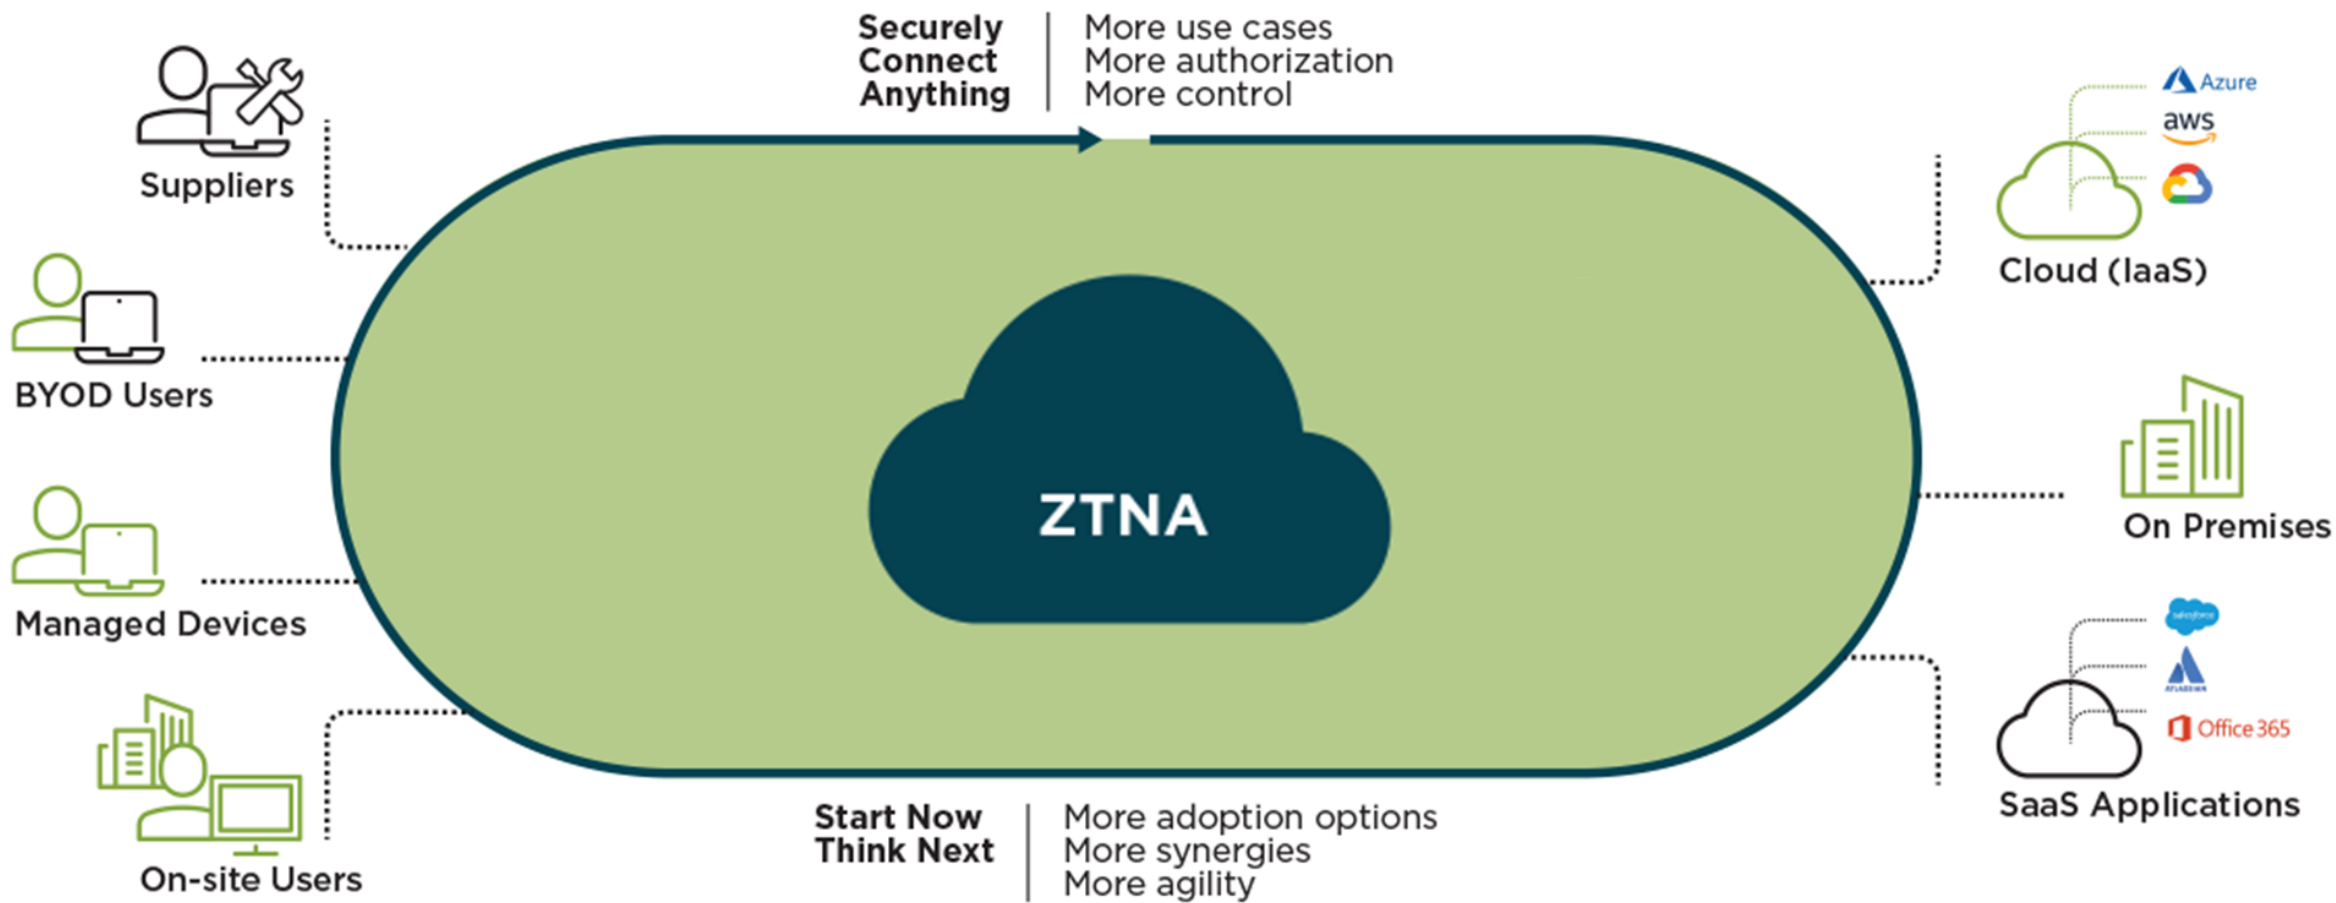 Securely
Connect
Anything
More use cases
More authorization
More control
Suppliers
BYOD Users
Managed Devices
On-site Users
ZTNA
Azure
aws
Cloud (IaaS)
On Premises
salesforce
ATLASSIAN
Office 365
SaaS Applications
Start Now
Think Next
More adoption options
More synergies
More agility